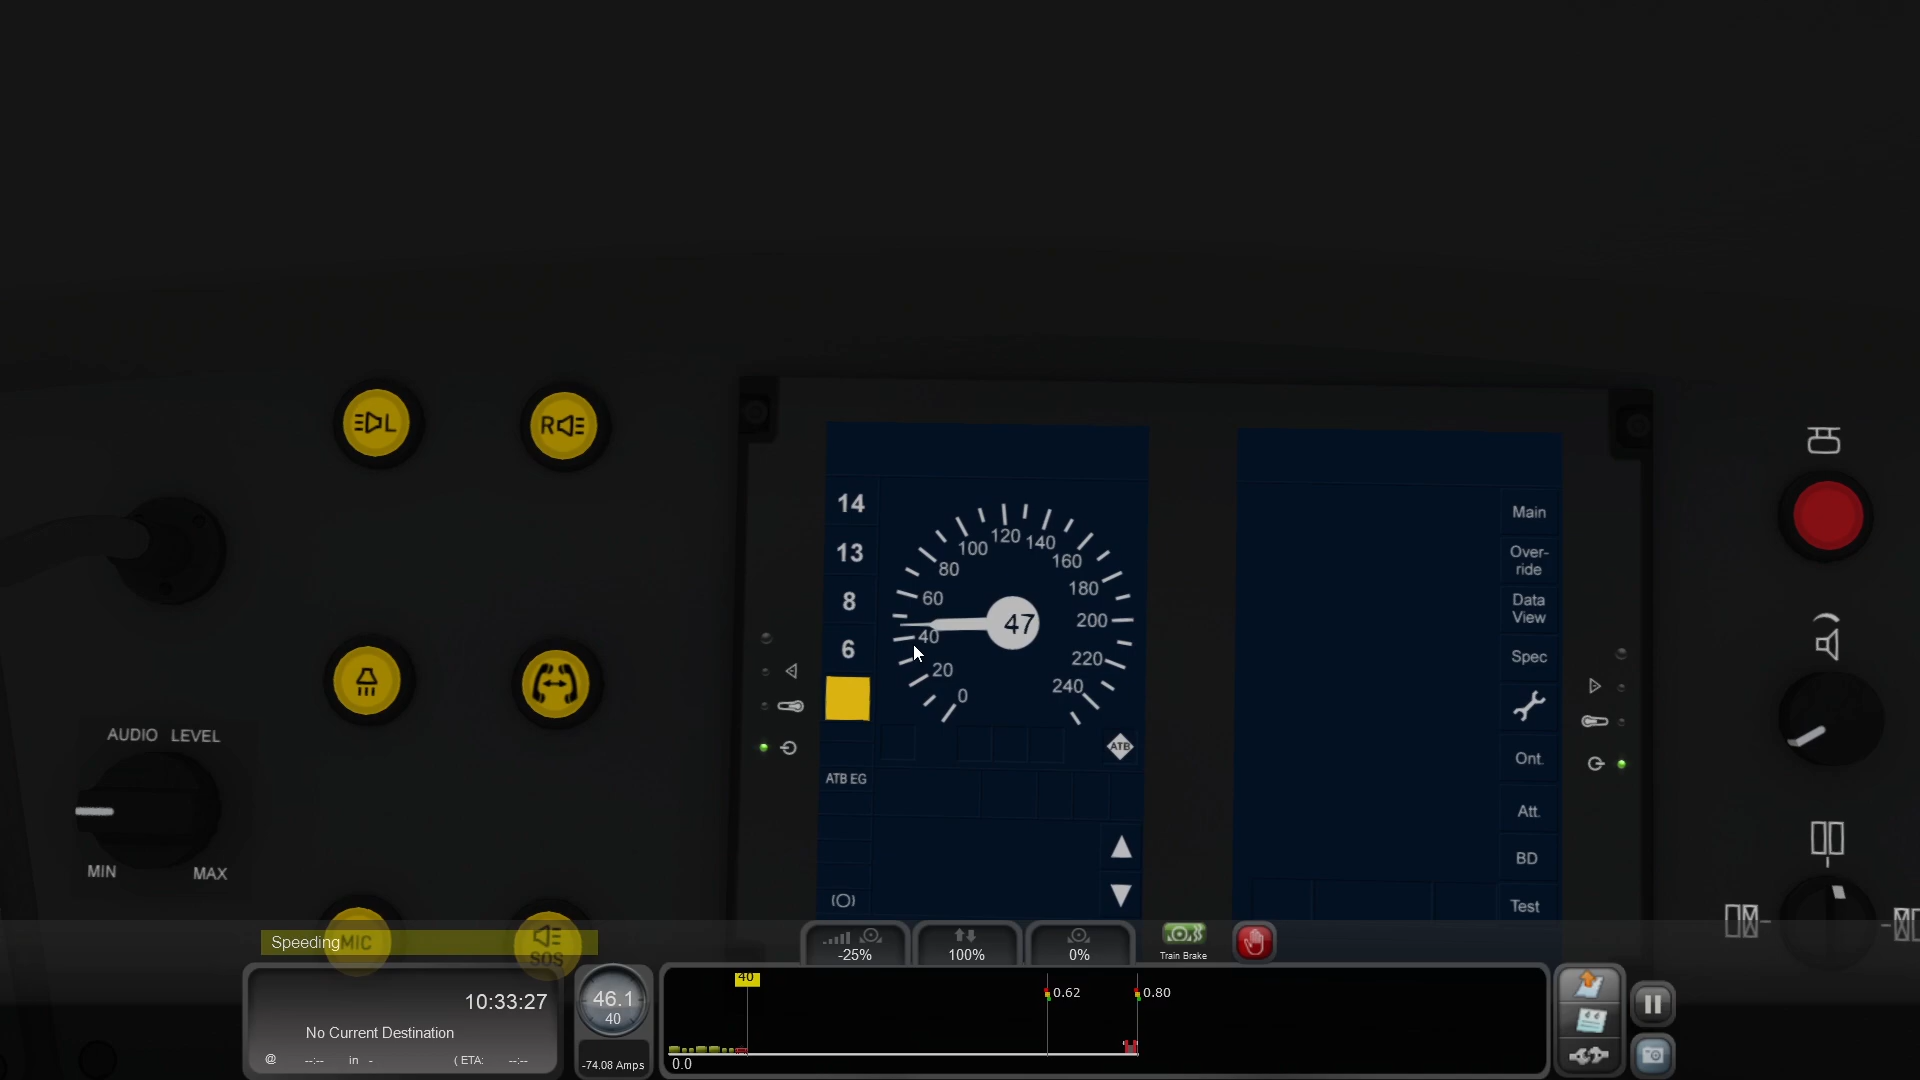 L
R
AUDIO LEVEL
MIN
MAX
MIC
SOS
14
13
8
6
0
20
40
60
80
100
120
140
160
180
200
220
240
47
ATB
ATB EG
Main
Over-
ride
Data
View
Spec
Ont.
Att.
BD
Test
Speeding
-25%
100%
0%
Train Brake
10:33:27
No Current Destination
@ --:-- in - ( ETA: --:--
46.1
40
-74.08 Amps
40
0.62
0.80
0.0